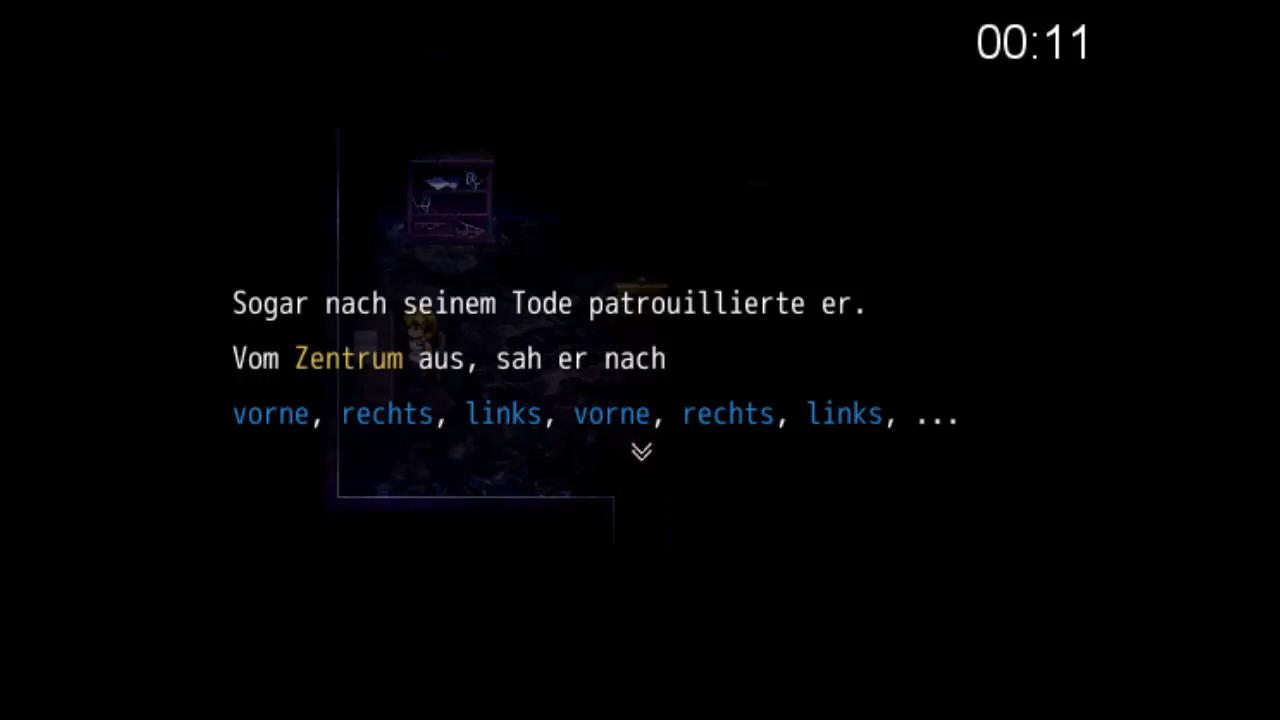 00:11
Sogar nach seinem Tode patrouillierte er.
Vom Zentrum aus, sah er nach
vorne, rechts, links, vorne, rechts, links, ...